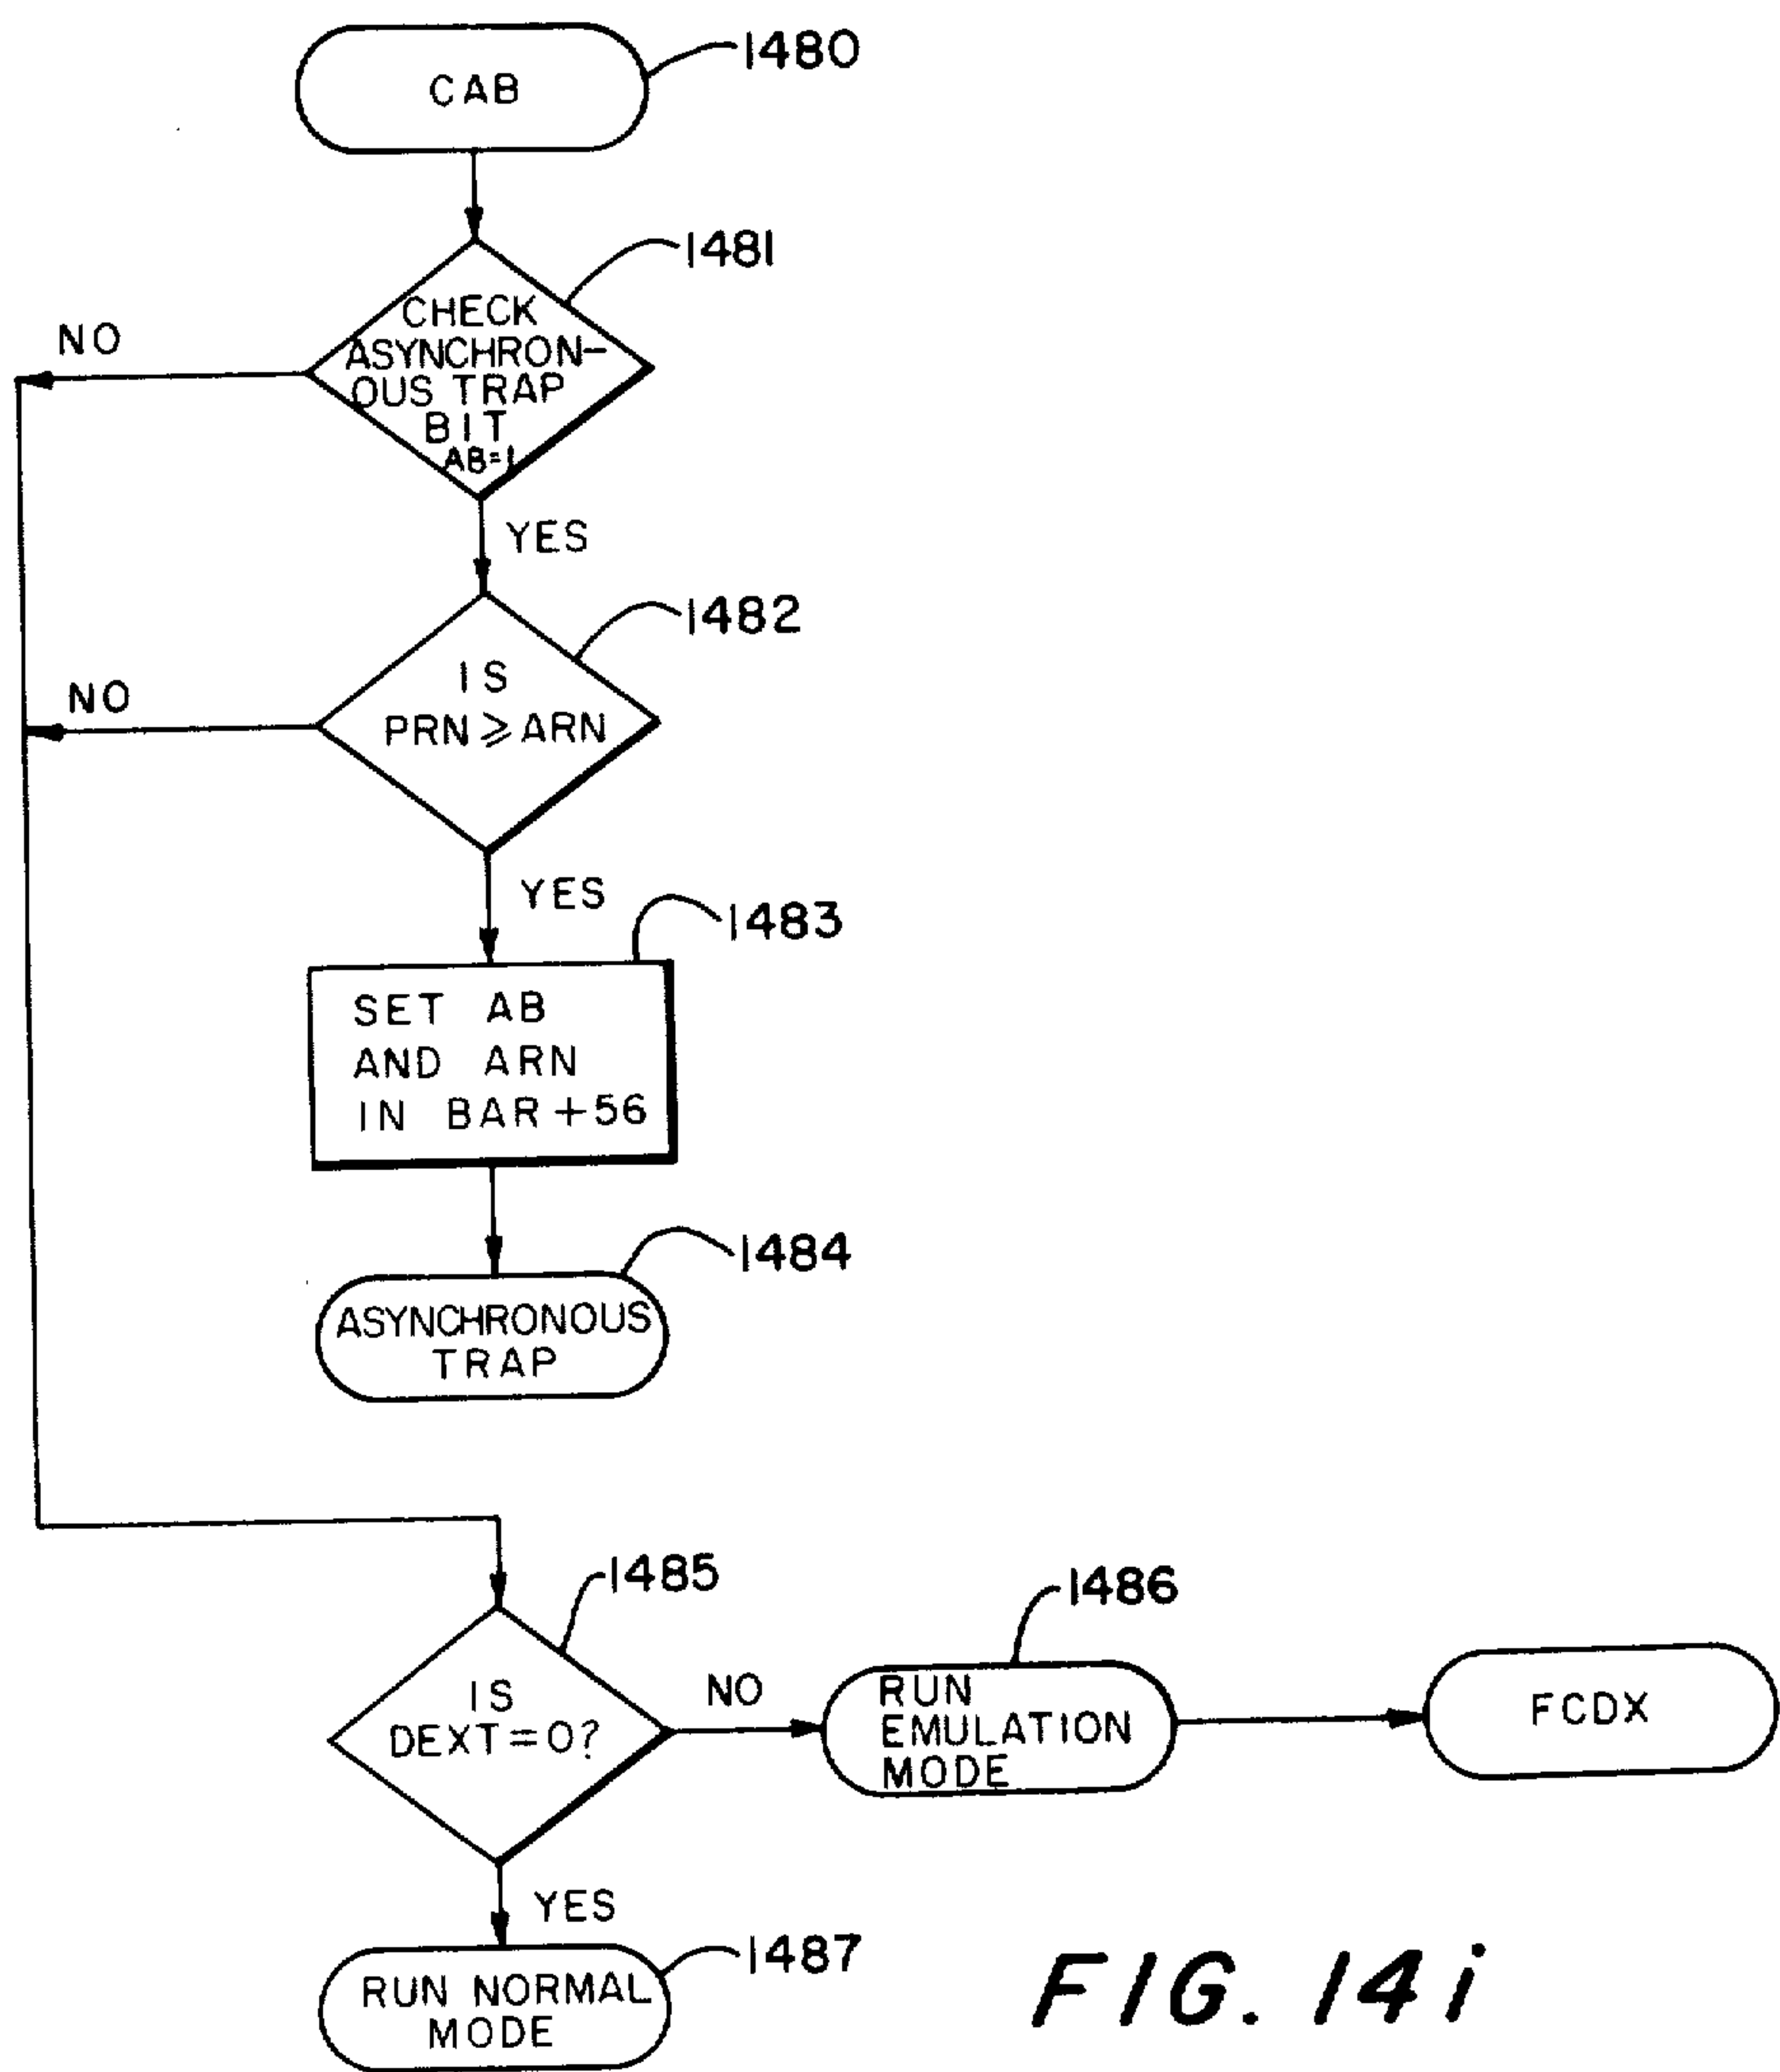 CAB
1480
CHECK
ASYNCHRON-
OUS TRAP
BIT
AB=1
1481
NO
YES
IS
PRN ⩾ ARN
1482
NO
YES
SET AB
AND ARN
IN BAR+56
1483
ASYNCHRONOUS
TRAP
1484
IS
DEXT=0?
1485
NO
RUN
EMULATION
MODE
1486
FCDX
YES
RUN NORMAL
MODE
1487
FIG. 14i